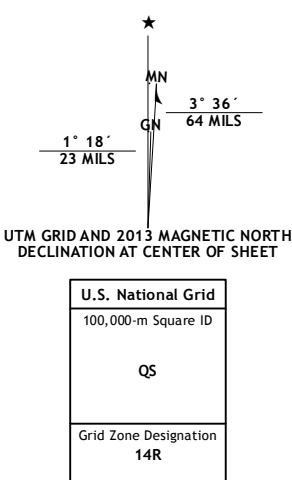 ★
MN
3° 36´
64 MILS
GN
1° 18´
23 MILS
UTM GRID AND 2013 MAGNETIC NORTH
DECLINATION AT CENTER OF SHEET
U.S. National Grid
100,000-m Square ID
QS
Grid Zone Designation
14R